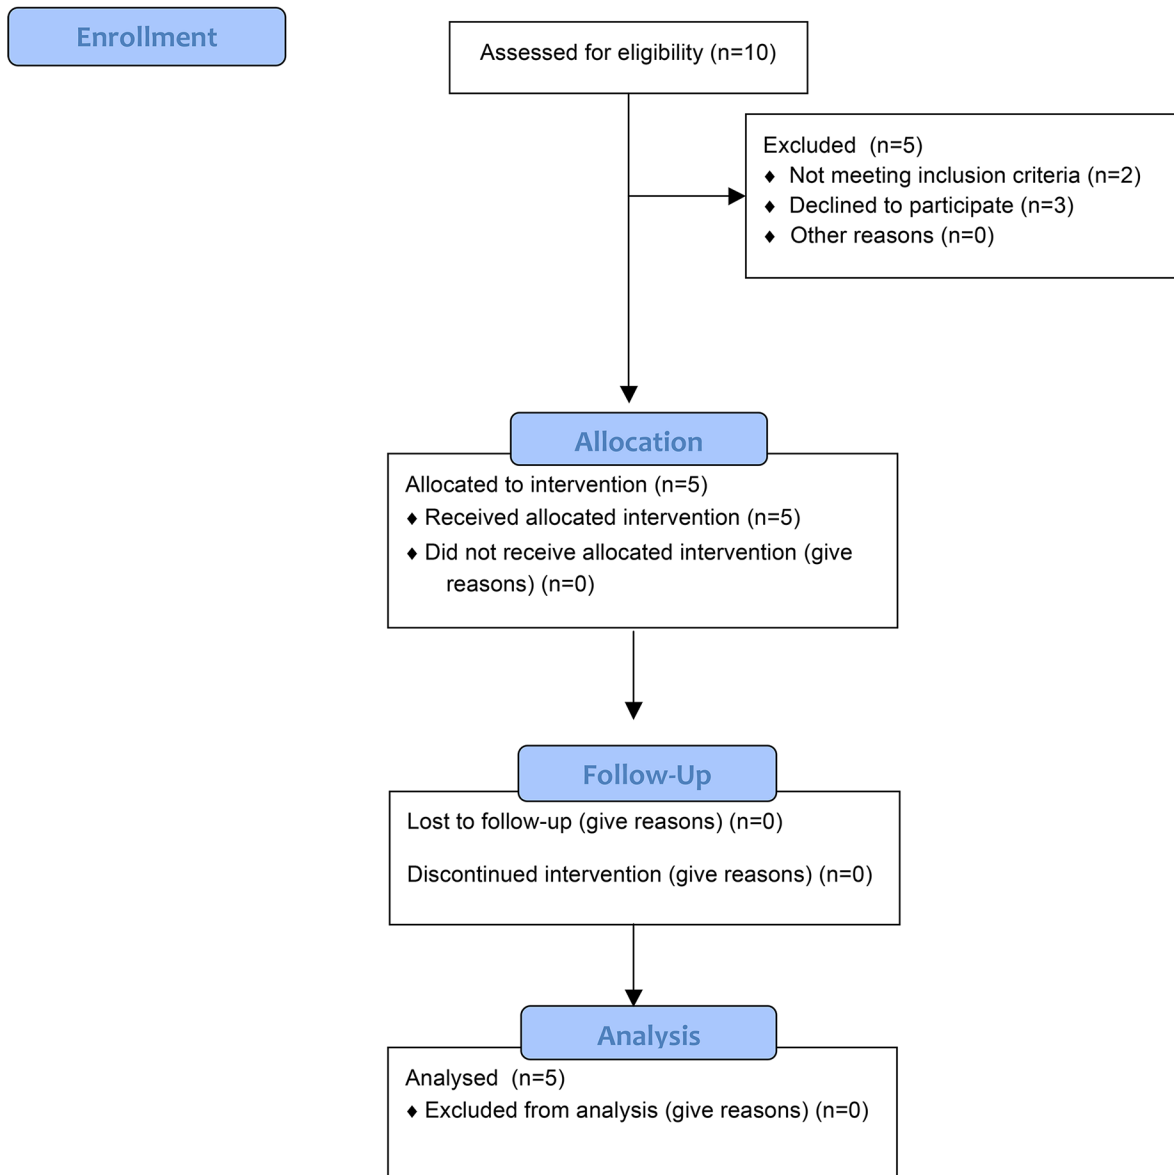 Enrollment
Assessed for eligibility (n=10)
Excluded  (n=5)
♦ Not meeting inclusion criteria (n=2)
♦ Declined to participate (n=3)
♦ Other reasons (n=0)
Allocation
Allocated to intervention (n=5)
♦ Received allocated intervention (n=5)
♦ Did not receive allocated intervention (give
reasons) (n=0)
Follow-Up
Lost to follow-up (give reasons) (n=0)
Discontinued intervention (give reasons) (n=0)
Analysis
Analysed  (n=5)
♦ Excluded from analysis (give reasons) (n=0)